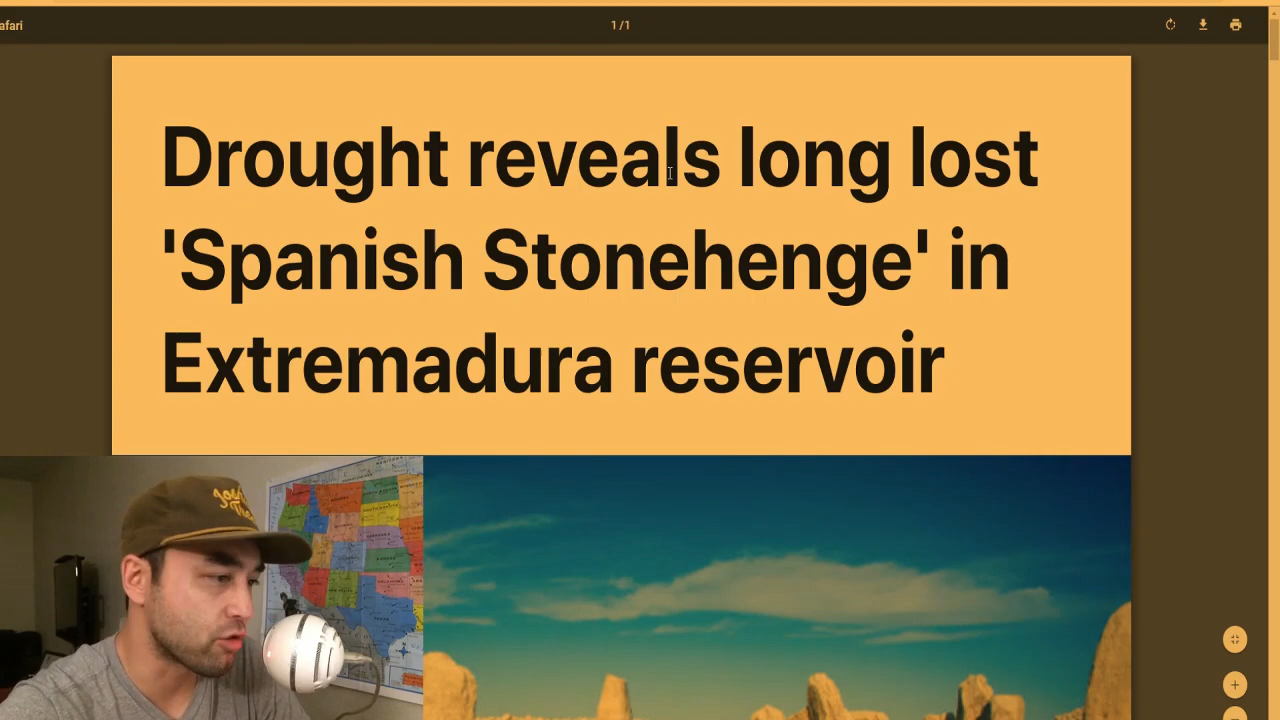 afari
1 / 1
Drought reveals long lost
'Spanish Stonehenge' in
Extremadura reservoir